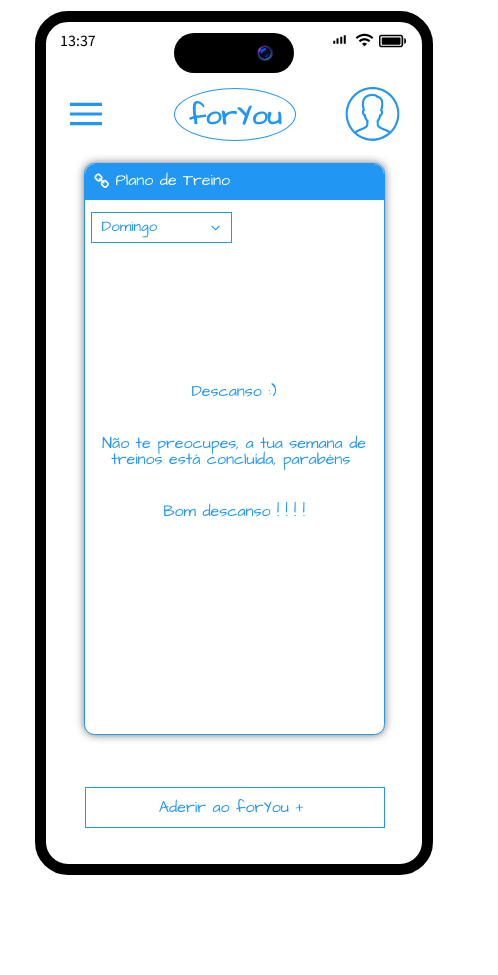 13:37
forYou
Plano de Treino
Domingo
Descanso :)
Não te preocupes, a tua semana de
treinos está concluída, parabéns
Bom descanso ! ! ! !
Aderir ao forYou +